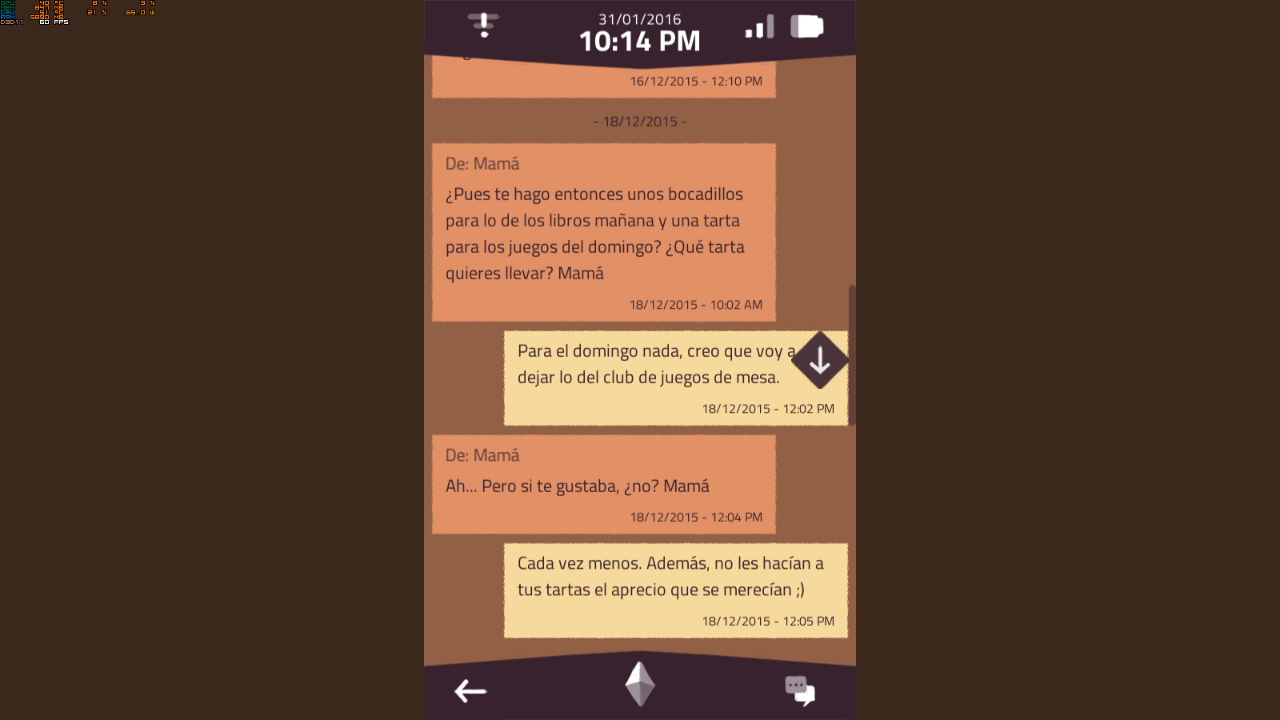 31/01/2016
10:14 PM
16/12/2015 - 12:10 PM
- 18/12/2015 -
De: Mamá
¿Pues te hago entonces unos bocadillos
para lo de los libros mañana y una tarta
para los juegos del domingo? ¿Qué tarta
quieres llevar? Mamá
18/12/2015 - 10:02 AM
Para el domingo nada, creo que voy a
dejar lo del club de juegos de mesa.
18/12/2015 - 12:02 PM
De: Mamá
Ah... Pero si te gustaba, ¿no? Mamá
18/12/2015 - 12:04 PM
Cada vez menos. Además, no les hacían a
tus tartas el aprecio que se merecían ;)
18/12/2015 - 12:05 PM